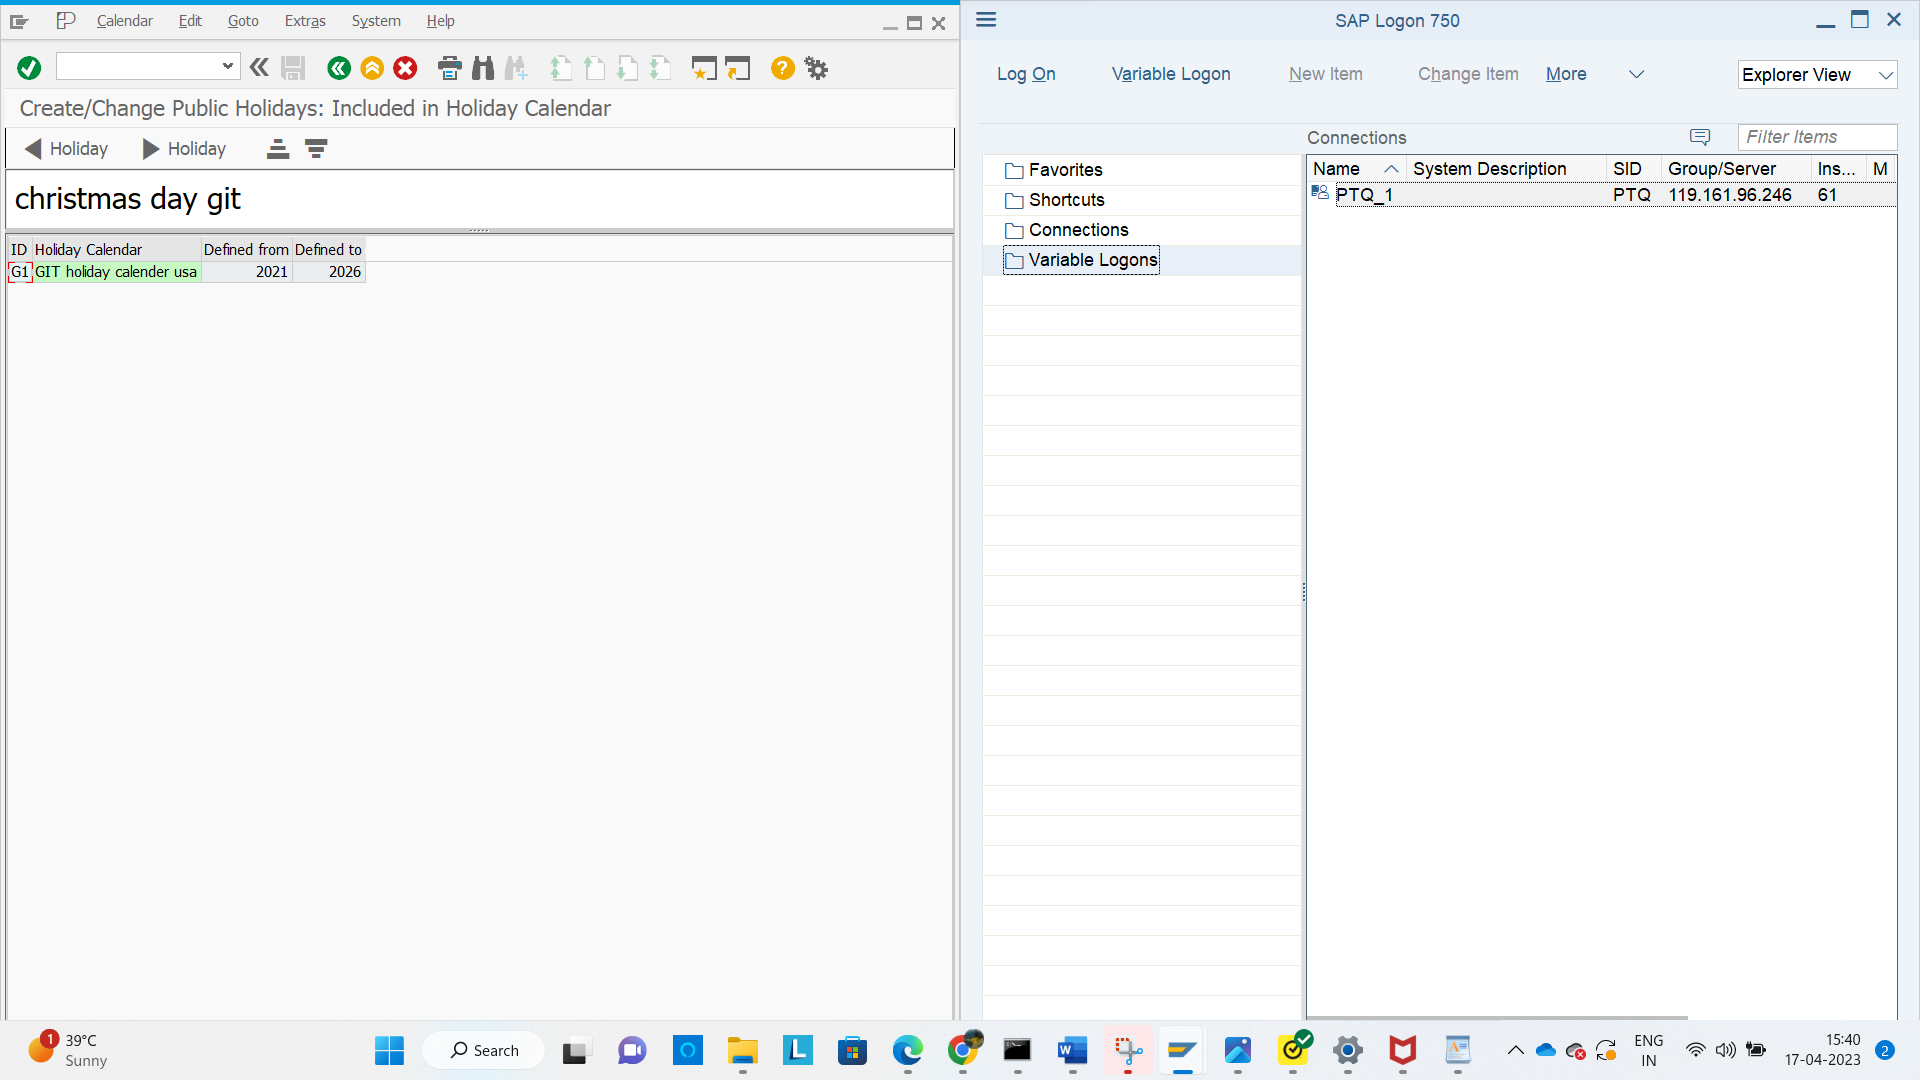 Calendar Edit Goto Extras System Help
Create/Change Public Holidays: Included in Holiday Calendar
Holiday Holiday
christmas day git
ID Holiday Calendar Defined from Defined to
G1 GIT holiday calender usa 2021 2026
SAP Logon 750
Log On Variable Logon New Item Change Item More Explorer View
Connections Filter Items
Favorites
Shortcuts
Connections
Variable Logons
Name System Description SID Group/Server Ins... M
PTQ_1 PTQ 119.161.96.246 61
1 39°C
Sunny
Search
ENG
IN
15:40
17-04-2023
2